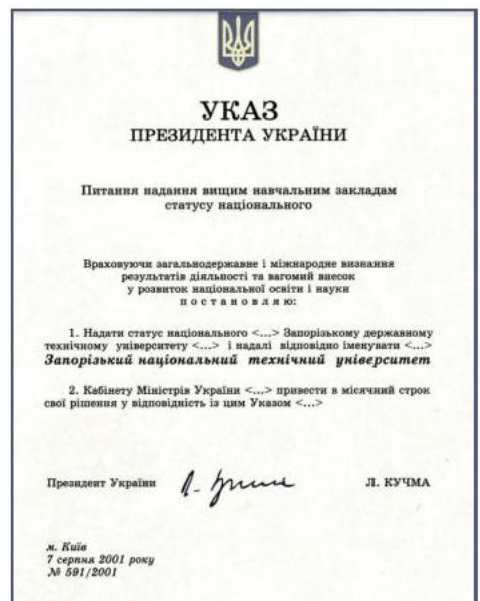 УКАЗ
ПРЕЗИДЕНТА УКРАЇНИ
Питання надання вищим навчальним закладам
статусу національного
Враховуючи загальнодержавне і міжнародне визнання
результатів діяльності та вагомий внесок
у розвиток національної освіти і науки
постановляю:
1. Надати статус національного <...> Запорізькому державному
технічному університету <...> і надалі відповідно іменувати <...>
Запорізький національний технічний університет
2. Кабінету Міністрів України <...> привести в місячний строк
свої рішення у відповідність із цим Указом <...>
Президент України Л. КУЧМА
м. Київ
7 серпня 2001 року
№ 591/2001